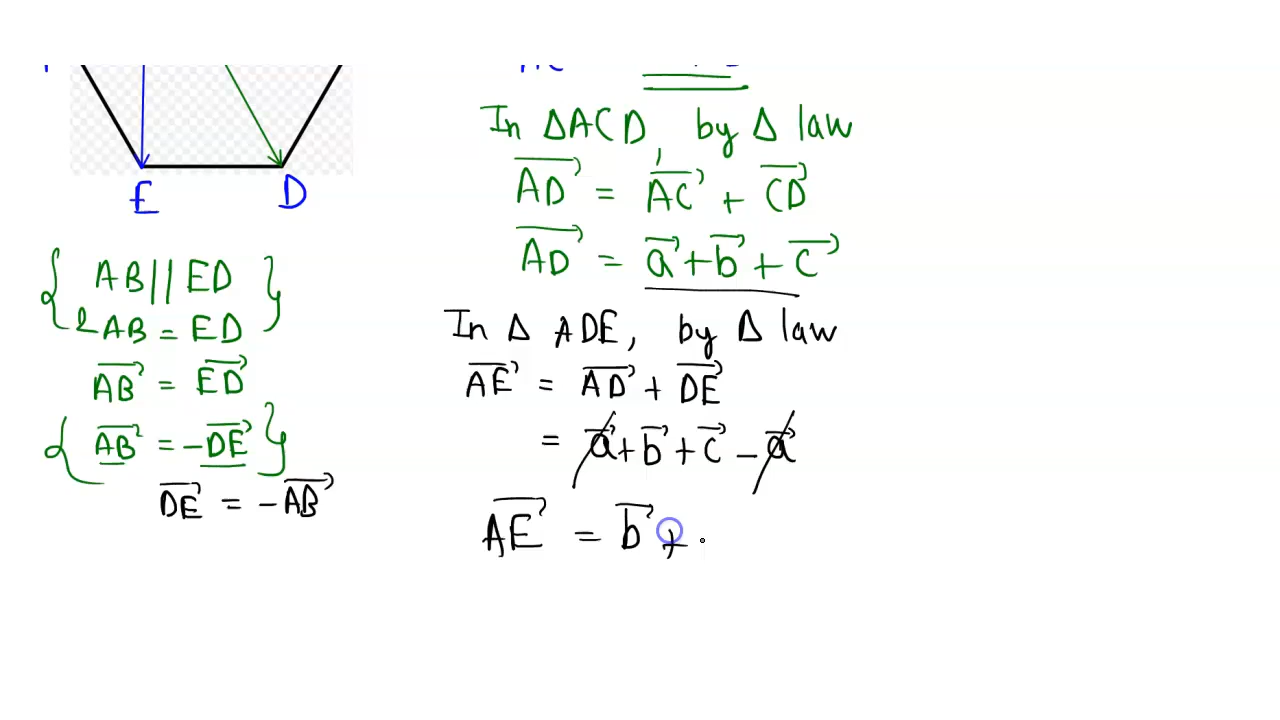 E D
AB || ED
& AB = ED
AB⃗ = ED⃗
AB⃗ = -DE⃗
DE⃗ = -AB⃗
In ΔACD, by Δ law
AD⃗ = AC⃗ + CD⃗
AD⃗ = a⃗ + b⃗ + c⃗
In Δ ADE, by Δ law
AE⃗ = AD⃗ + DE⃗
= a⃗ + b⃗ + c⃗ - a⃗
AE⃗ = b⃗ +